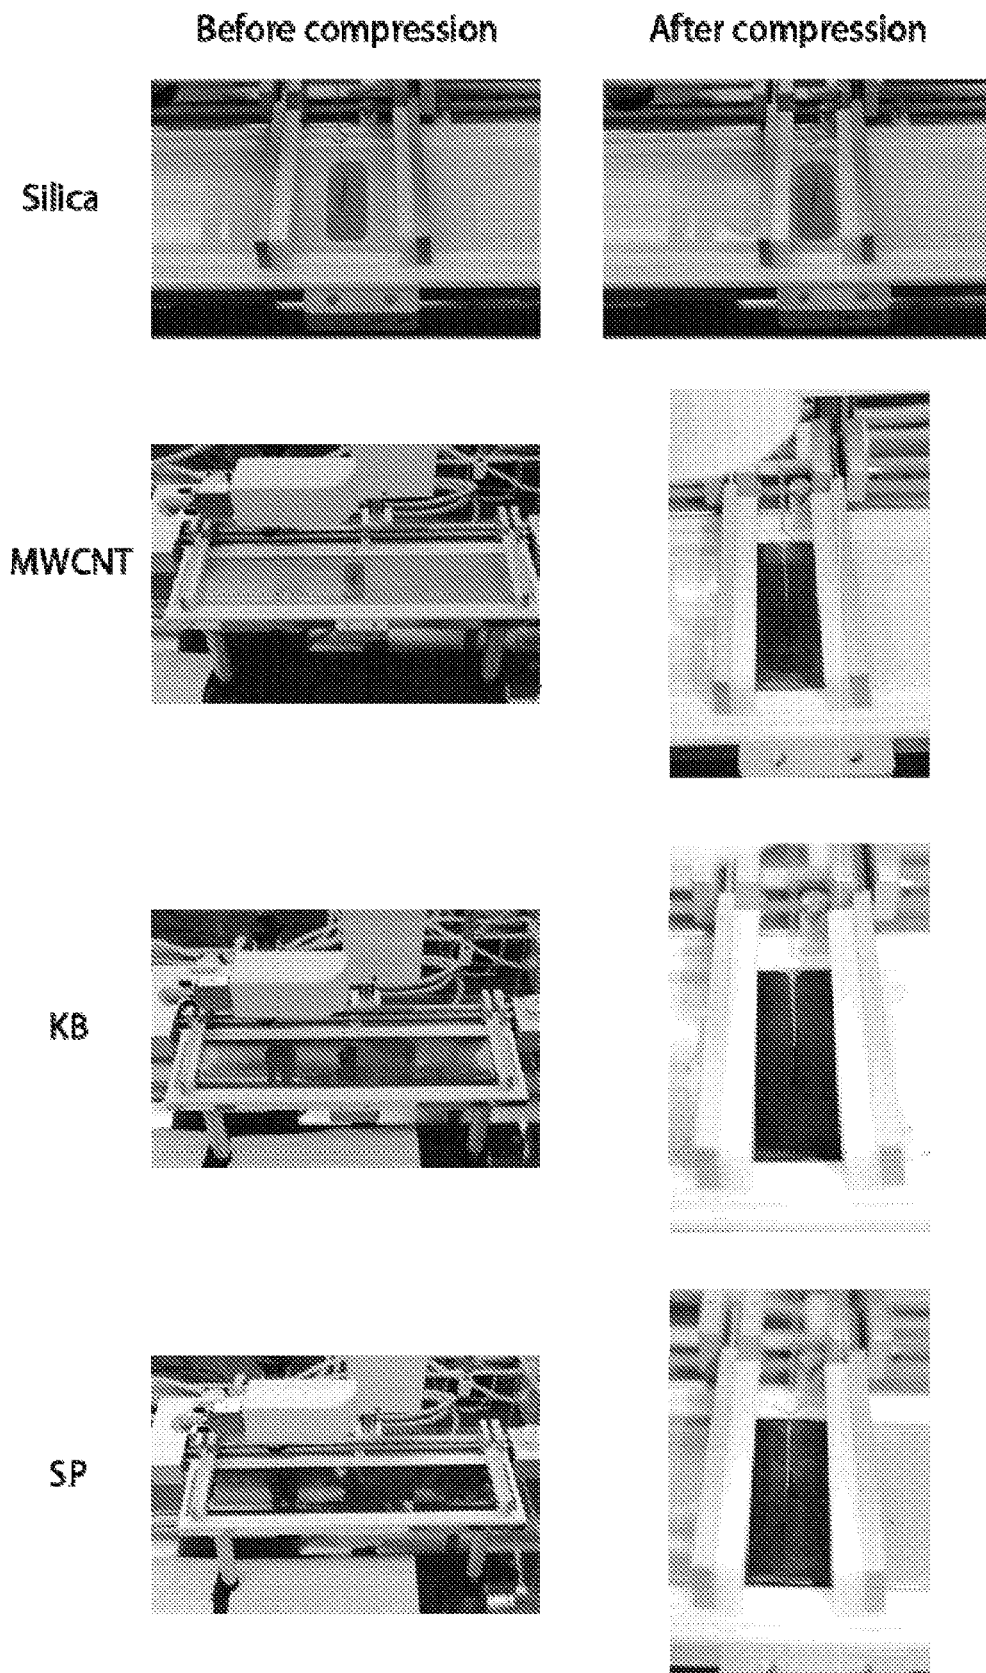 Before compression
After compression
Silica
MWCNT
KB
SP